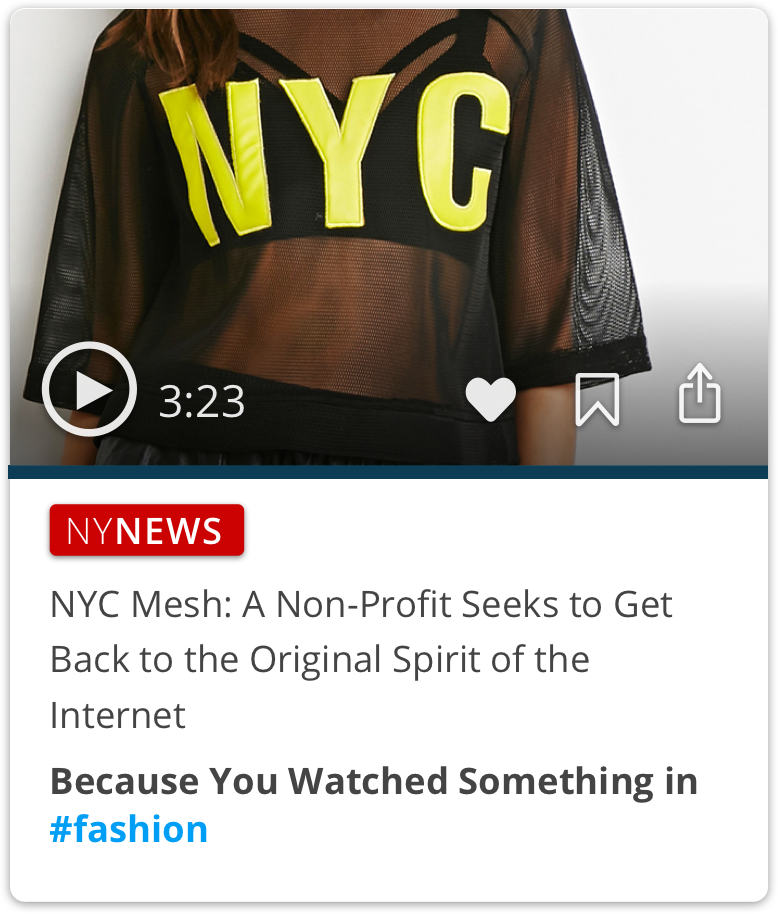 NYC
3:23
NYNEWS
NYC Mesh: A Non-Profit Seeks to Get
Back to the Original Spirit of the
Internet
Because You Watched Something in
#fashion